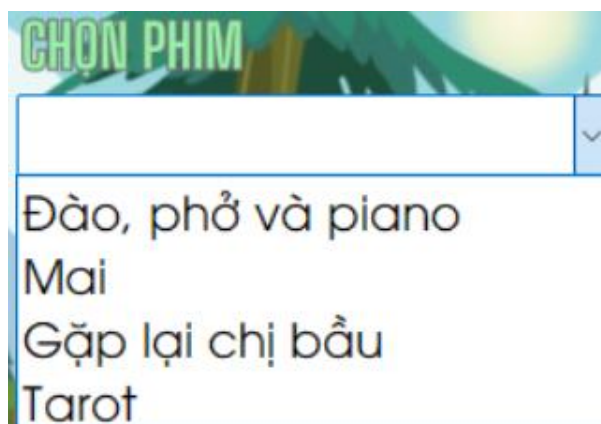 CHỌN PHIM
Đào, phở và piano
Mai
Gặp lại chị bầu
Tarot